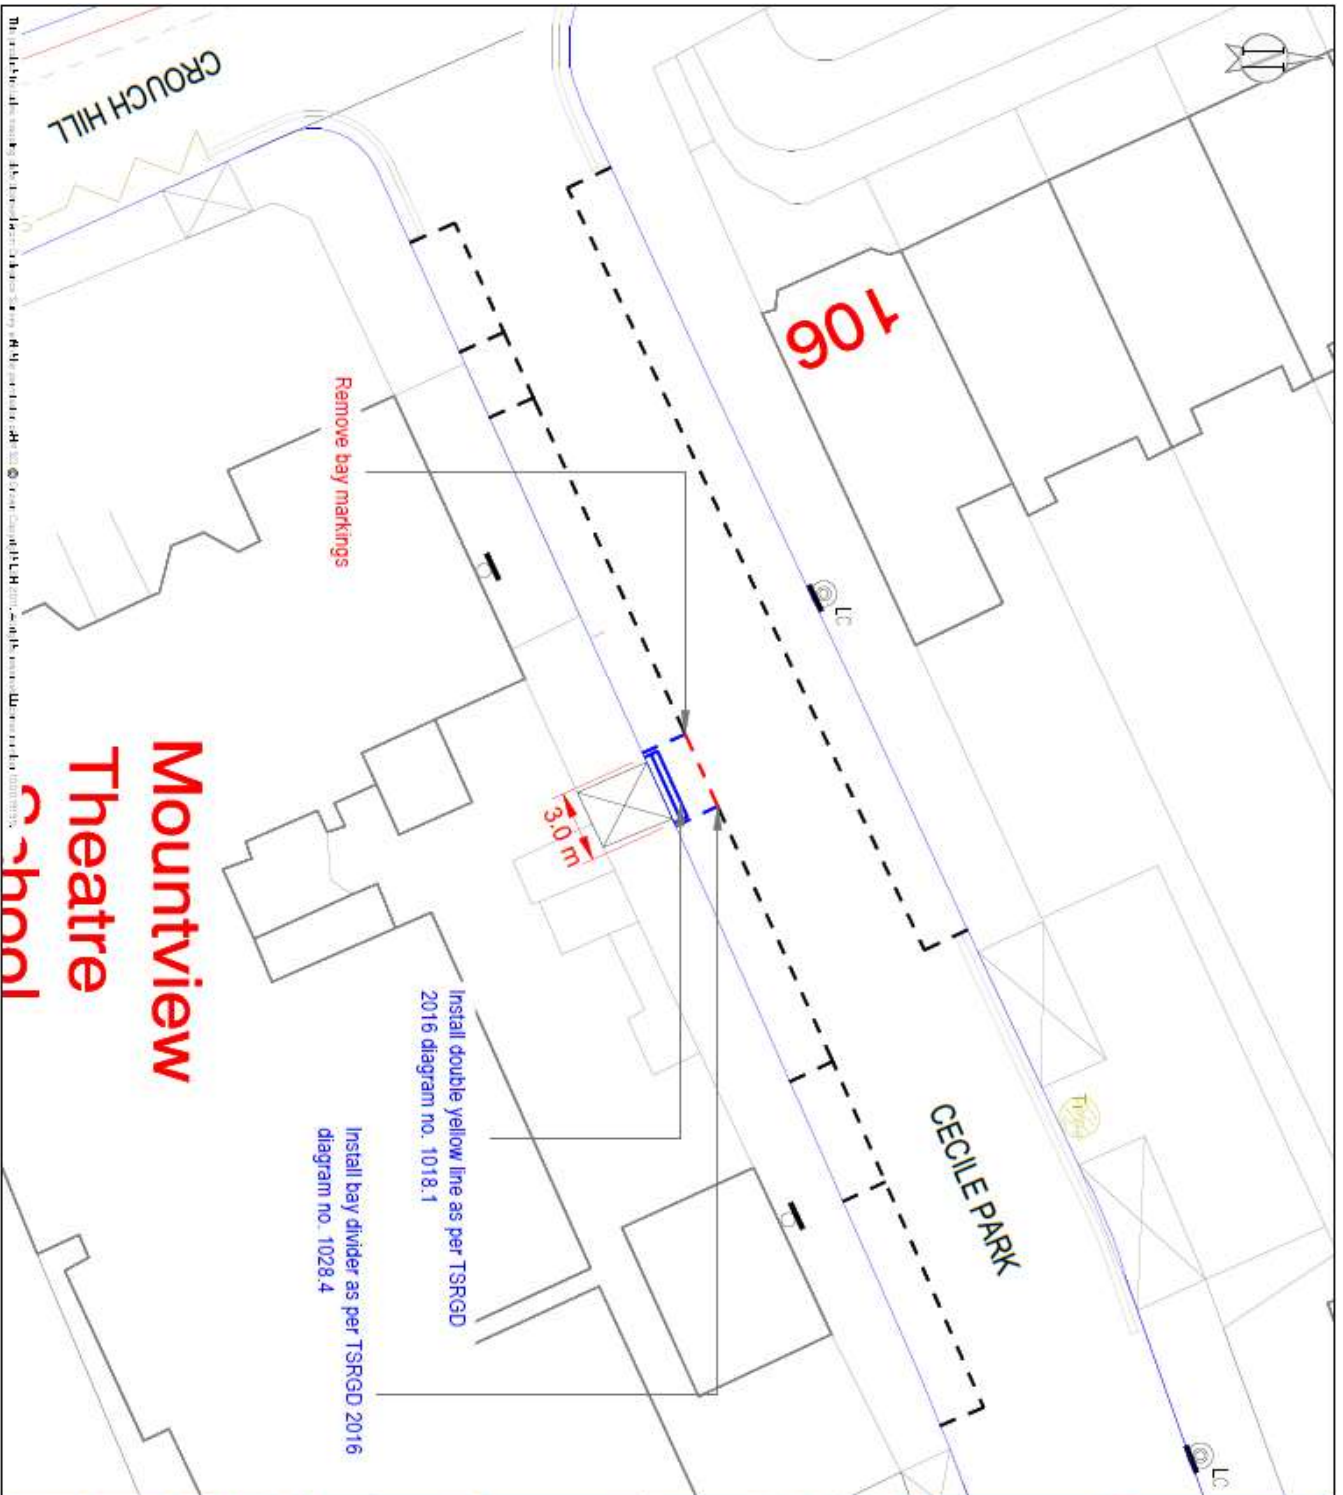 CROUCH HILL
106
LC
Remove bay markings
3.0 m
Mountview
Theatre
School
Install double yellow line as per TSRGD
2016 diagram no. 1018.1
Install bay divider as per TSRGD 2016
diagram no. 1028.4
CECILE PARK
LC
N